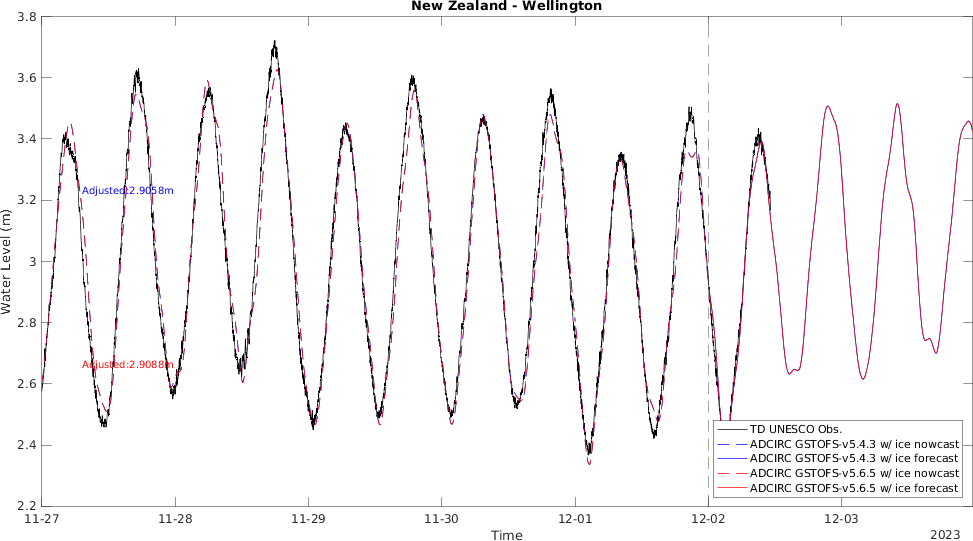 New Zealand - Wellington
3.8
3.6
3.4
3.2
3
2.8
2.6
2.4
2.2
Water Level (m)
Adjusted:2.9058m
Adjusted:2.9088m
TD UNESCO Obs.
ADCIRC GSTOFS-v5.4.3 w/ ice nowcast
ADCIRC GSTOFS-v5.4.3 w/ ice forecast
ADCIRC GSTOFS-v5.6.5 w/ ice nowcast
ADCIRC GSTOFS-v5.6.5 w/ ice forecast
11-27 11-28 11-29 11-30 12-01 12-02 12-03
Time
2023